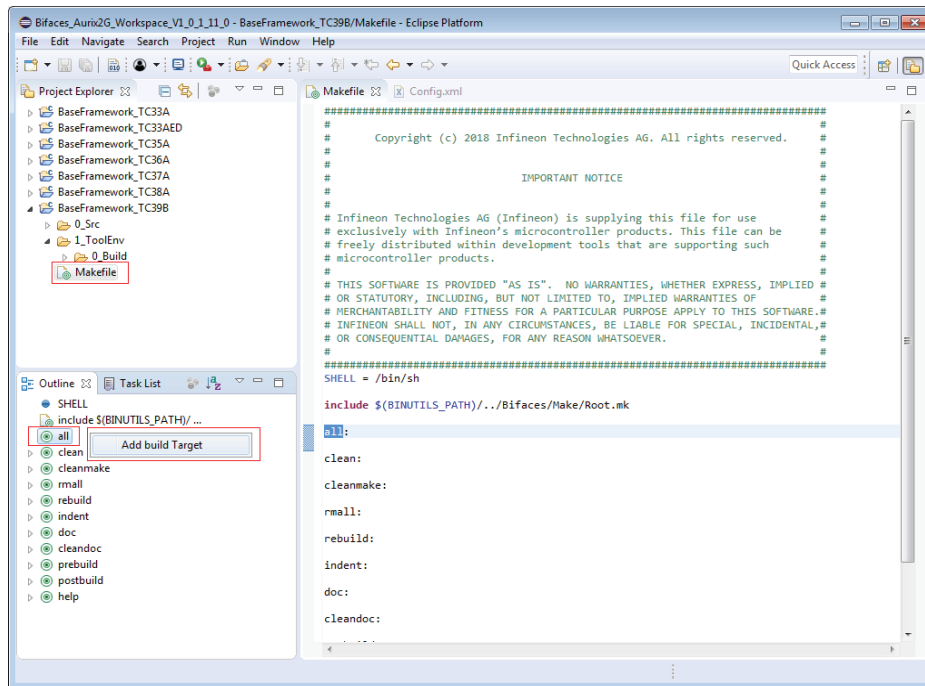 Bifaces_Aurix2G_Workspace_V1_0_1_11_0 - BaseFramework_TC39B/Makefile - Eclipse Platform
File Edit Navigate Search Project Run Window Help
Quick Access
Project Explorer
BaseFramework_TC33A
BaseFramework_TC33AED
BaseFramework_TC35A
BaseFramework_TC36A
BaseFramework_TC37A
BaseFramework_TC38A
BaseFramework_TC39B
0_Src
1_ToolEnv
0_Build
Makefile
Outline Task List
SHELL
include $(BINUTILS_PATH)/ ...
all
Add build Target
clean
cleanmake
rmall
rebuild
indent
doc
cleandoc
prebuild
postbuild
help
Makefile Config.xml
###############################################################################
# #
# Copyright (c) 2018 Infineon Technologies AG. All rights reserved. #
# #
# #
# IMPORTANT NOTICE #
# #
# #
# Infineon Technologies AG (Infineon) is supplying this file for use #
# exclusively with Infineon’s microcontroller products. This file can be #
# freely distributed within development tools that are supporting such #
# microcontroller products. #
# #
# THIS SOFTWARE IS PROVIDED "AS IS". NO WARRANTIES, WHETHER EXPRESS, IMPLIED #
# OR STATUTORY, INCLUDING, BUT NOT LIMITED TO, IMPLIED WARRANTIES OF #
# MERCHANTABILITY AND FITNESS FOR A PARTICULAR PURPOSE APPLY TO THIS SOFTWARE.#
# INFINEON SHALL NOT, IN ANY CIRCUMSTANCES, BE LIABLE FOR SPECIAL, INCIDENTAL,#
# OR CONSEQUENTIAL DAMAGES, FOR ANY REASON WHATSOEVER. #
# #
###############################################################################
SHELL = /bin/sh
include $(BINUTILS_PATH)/../Bifaces/Make/Root.mk
all:
clean:
cleanmake:
rmall:
rebuild:
indent:
doc:
cleandoc: